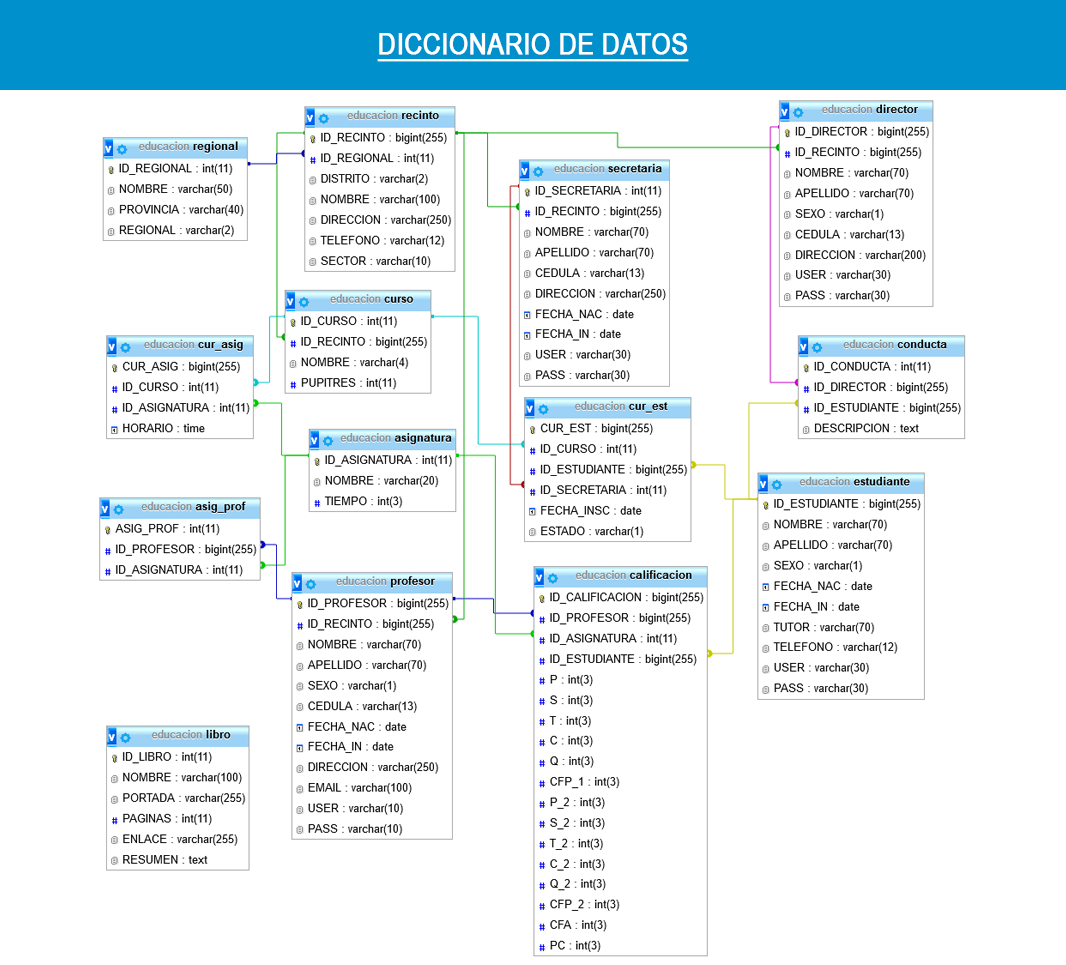 DICCIONARIO DE DATOS
educacion regional
ID_REGIONAL : int(11)
NOMBRE : varchar(50)
PROVINCIA : varchar(40)
REGIONAL : varchar(2)
educacion recinto
ID_RECINTO : bigint(255)
ID_REGIONAL : int(11)
DISTRITO : varchar(2)
NOMBRE : varchar(100)
DIRECCION : varchar(250)
TELEFONO : varchar(12)
SECTOR : varchar(10)
educacion secretaria
ID_SECRETARIA : int(11)
ID_RECINTO : bigint(255)
NOMBRE : varchar(70)
APELLIDO : varchar(70)
CEDULA : varchar(13)
DIRECCION : varchar(250)
FECHA_NAC : date
FECHA_IN : date
USER : varchar(30)
PASS : varchar(30)
educacion director
ID_DIRECTOR : bigint(255)
ID_RECINTO : bigint(255)
NOMBRE : varchar(70)
APELLIDO : varchar(70)
SEXO : varchar(1)
CEDULA : varchar(13)
DIRECCION : varchar(200)
USER : varchar(30)
PASS : varchar(30)
educacion curso
ID_CURSO : int(11)
ID_RECINTO : bigint(255)
NOMBRE : varchar(4)
PUPITRES : int(11)
educacion cur_asig
CUR_ASIG : bigint(255)
ID_CURSO : int(11)
ID_ASIGNATURA : int(11)
HORARIO : time
educacion conducta
ID_CONDUCTA : int(11)
ID_DIRECTOR : bigint(255)
ID_ESTUDIANTE : bigint(255)
DESCRIPCION : text
educacion cur_est
CUR_EST : bigint(255)
ID_CURSO : int(11)
ID_ESTUDIANTE : bigint(255)
ID_SECRETARIA : int(11)
FECHA_INSC : date
ESTADO : varchar(1)
educacion asignatura
ID_ASIGNATURA : int(11)
NOMBRE : varchar(20)
TIEMPO : int(3)
educacion estudiante
ID_ESTUDIANTE : bigint(255)
NOMBRE : varchar(70)
APELLIDO : varchar(70)
SEXO : varchar(1)
FECHA_NAC : date
FECHA_IN : date
TUTOR : varchar(70)
TELEFONO : varchar(12)
USER : varchar(30)
PASS : varchar(30)
educacion asig_prof
ASIG_PROF : int(11)
ID_PROFESOR : bigint(255)
ID_ASIGNATURA : int(11)
educacion profesor
ID_PROFESOR : bigint(255)
ID_RECINTO : bigint(255)
NOMBRE : varchar(70)
APELLIDO : varchar(70)
SEXO : varchar(1)
CEDULA : varchar(13)
FECHA_NAC : date
FECHA_IN : date
DIRECCION : varchar(250)
EMAIL : varchar(100)
USER : varchar(10)
PASS : varchar(10)
educacion calificacion
ID_CALIFICACION : bigint(255)
ID_PROFESOR : bigint(255)
ID_ASIGNATURA : int(11)
ID_ESTUDIANTE : bigint(255)
P : int(3)
S : int(3)
T : int(3)
C : int(3)
Q : int(3)
CFP_1 : int(3)
P_2 : int(3)
S_2 : int(3)
T_2 : int(3)
C_2 : int(3)
Q_2 : int(3)
CFP_2 : int(3)
CFA : int(3)
PC : int(3)
educacion libro
ID_LIBRO : int(11)
NOMBRE : varchar(100)
PORTADA : varchar(255)
PAGINAS : int(11)
ENLACE : varchar(255)
RESUMEN : text